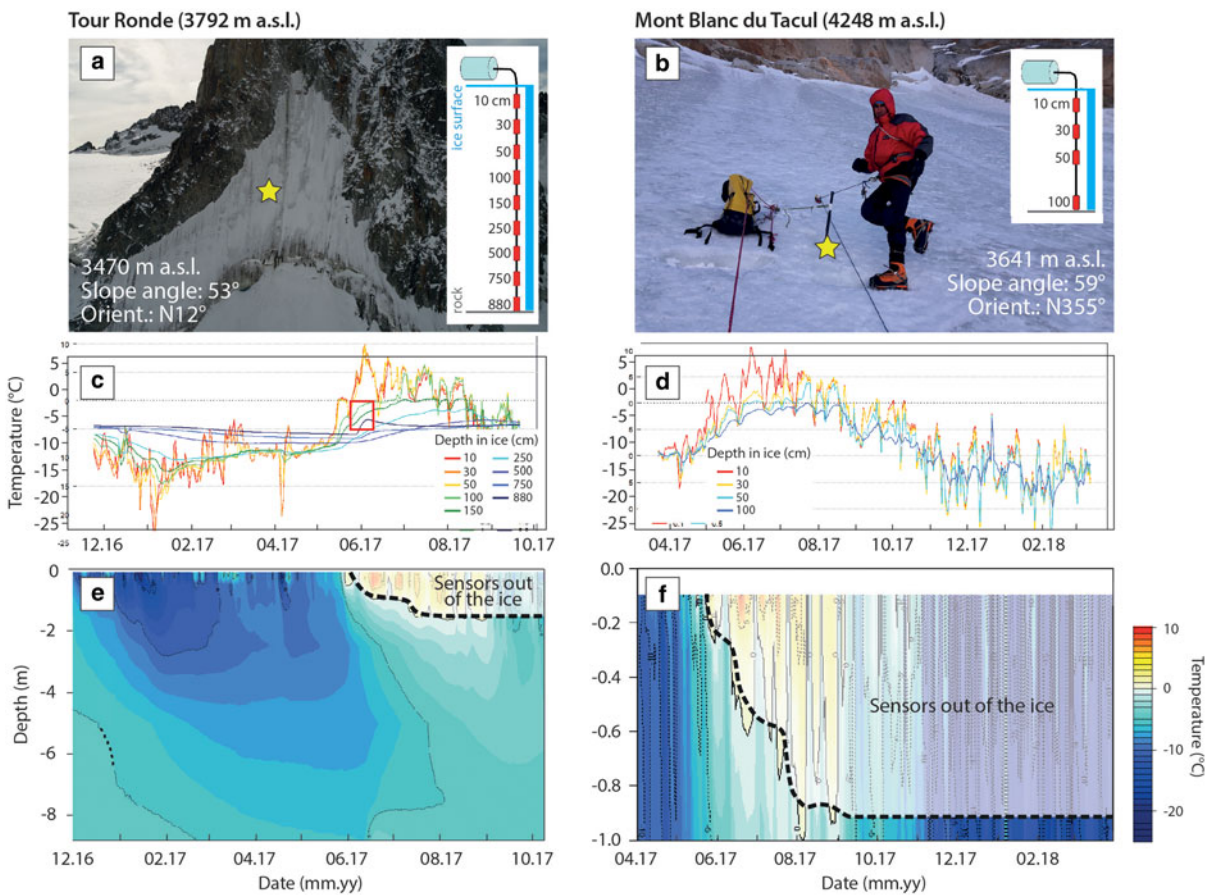 Tour Ronde (3792 m a.s.l.)
Mont Blanc du Tacul (4248 m a.s.l.)
a
ice surface
10 cm
30
50
100
150
250
500
750
880
rock
3470 m a.s.l.
Slope angle: 53°
Orient.: N12°
b
10 cm
30
50
100
3641 m a.s.l.
Slope angle: 59°
Orient.: N355°
Temperature (°C)
c
5
0
-5
-10
-15
-20
-25
Depth in ice (cm)
10 250
30 500
50 750
100 880
150
12.16 02.17 04.17 06.17 08.17 10.17
d
5
0
-5
-10
-15
-20
-25
Depth in ice (cm)
10
30
50
100
04.17 06.17 08.17 10.17 12.17 02.18
Depth (m)
e
0
-2
-4
-6
-8
Sensors out
of the ice
12.16 02.17 04.17 06.17 08.17 10.17
Date (mm.yy)
f
0.0
-0.2
-0.4
-0.6
-0.8
-1.0
Sensors out of the ice
04.17 06.17 08.17 10.17 12.17 02.18
Date (mm.yy)
10
0
-10
-20
Temperature (°C)